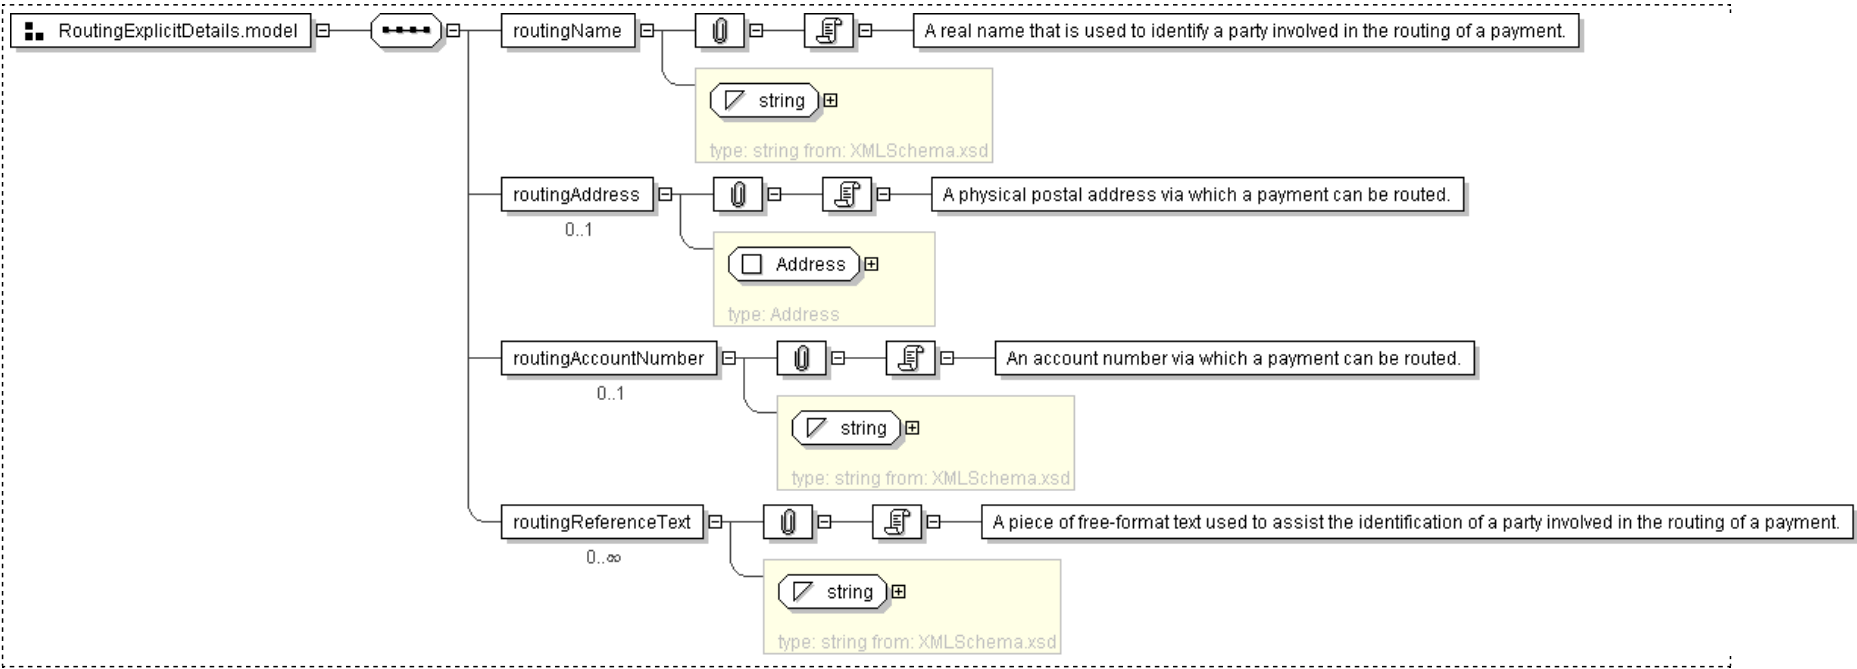 RoutingExplicitDetails.model
routingName
A real name that is used to identify a party involved in the routing of a payment.
string
type: string from: XMLSchema.xsd
routingAddress
A physical postal address via which a payment can be routed.
0..1
Address
type: Address
routingAccountNumber
An account number via which a payment can be routed.
0..1
string
type: string from: XMLSchema.xsd
routingReferenceText
A piece of free-format text used to assist the identification of a party involved in the routing of a payment.
0..∞
string
type: string from: XMLSchema.xsd